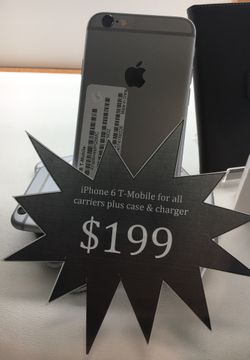 iPhone 6 T-Mobile for all
carriers plus case & charger
$199